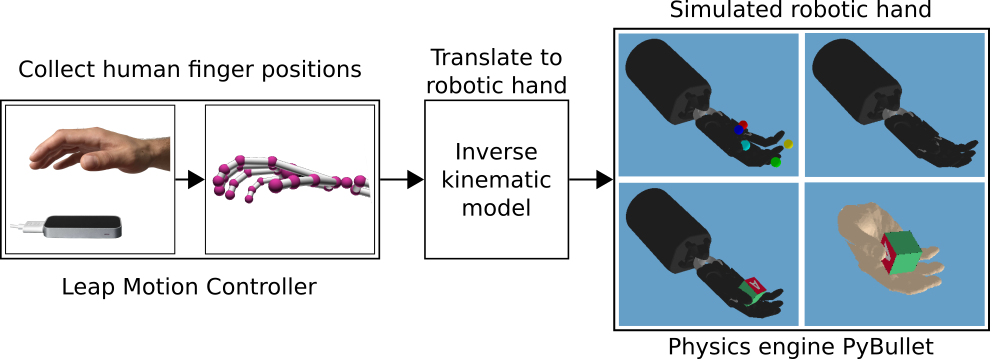 Collect human finger positions
Leap Motion Controller
Translate to
robotic hand
Inverse
kinematic
model
Simulated robotic hand
Physics engine PyBullet